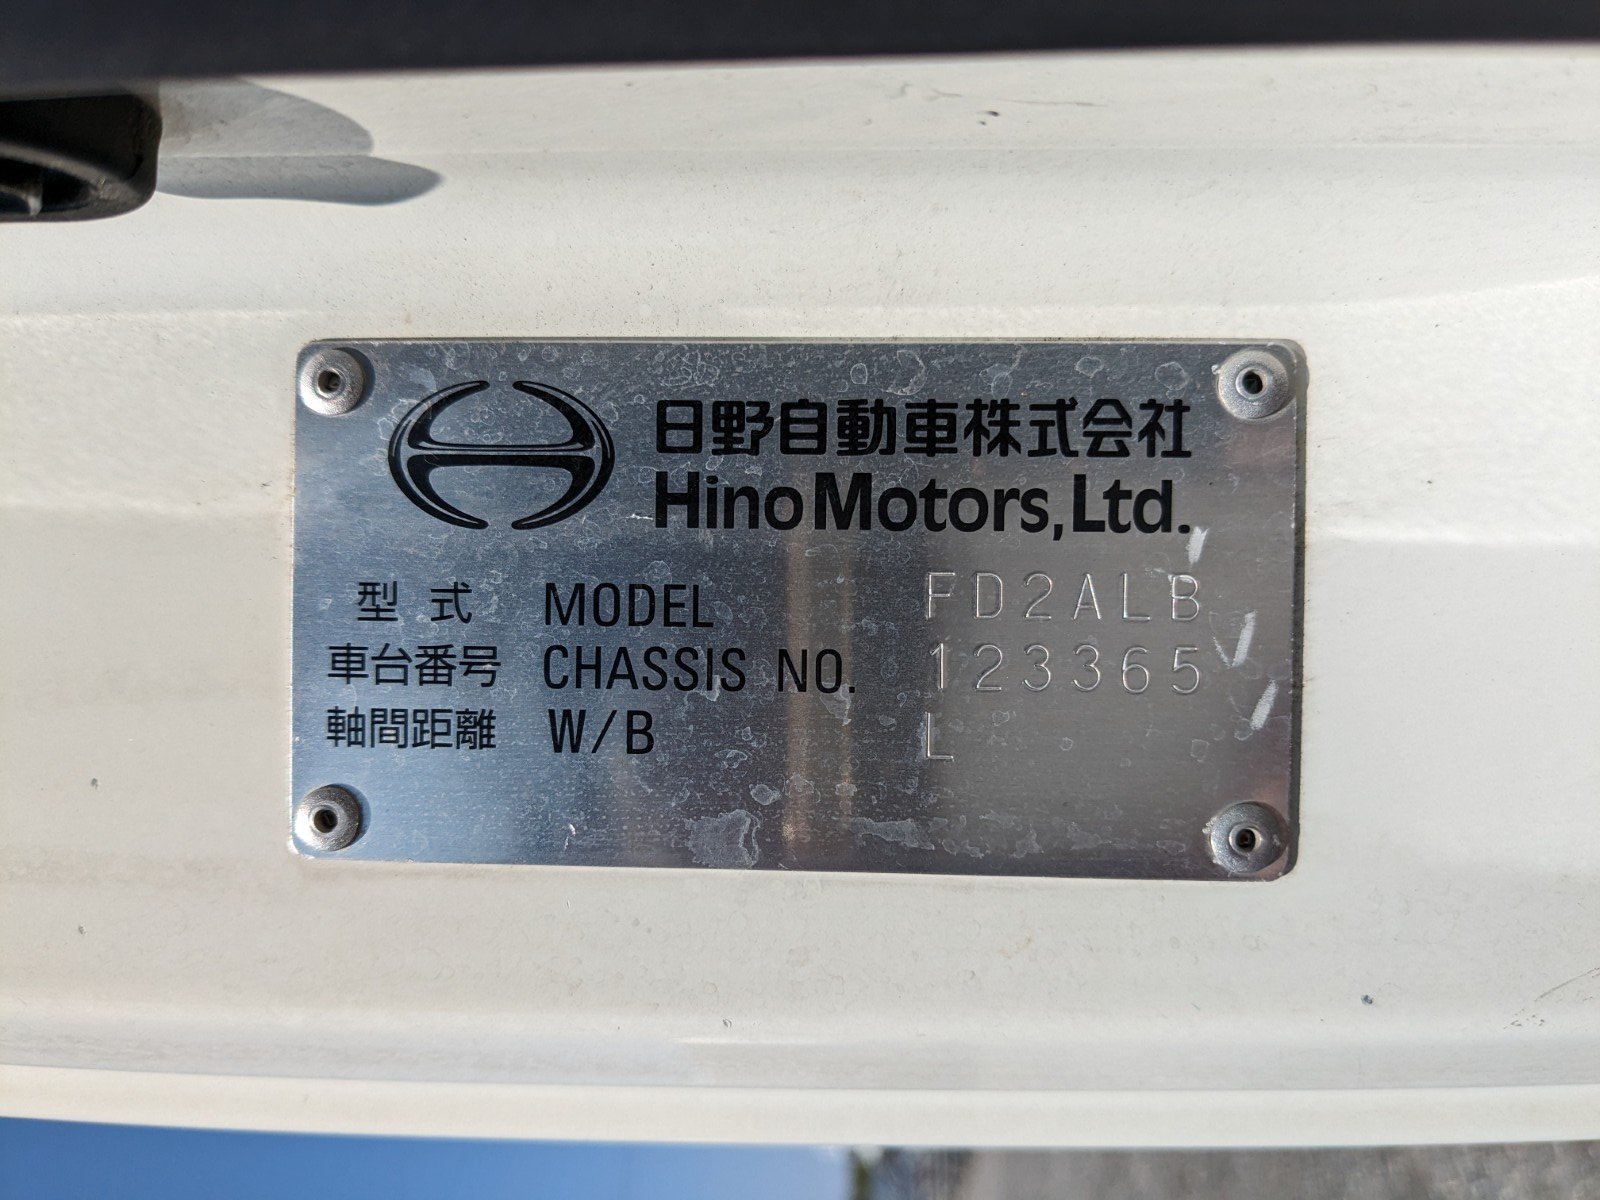 日野自動車株式会社
Hino Motors, Ltd.
型式 MODEL FD2ALB
車台番号 CHASSIS NO. 123365
軸間距離 W/B L